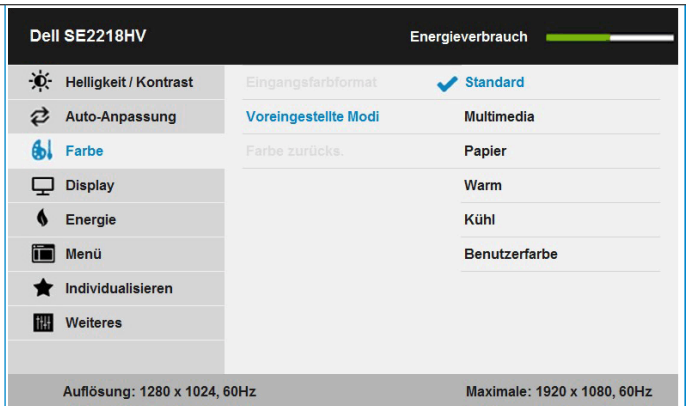 Dell SE2218HV Energieverbrauch
Helligkeit / Kontrast Eingangsfarbformat Standard
Auto-Anpassung Voreingestellte Modi Multimedia
Farbe Farbe zurücks. Papier
Display Warm
Energie Kühl
Menü Benutzerfarbe
Individualisieren
Weiteres
Auflösung: 1280 x 1024, 60Hz Maximale: 1920 x 1080, 60Hz